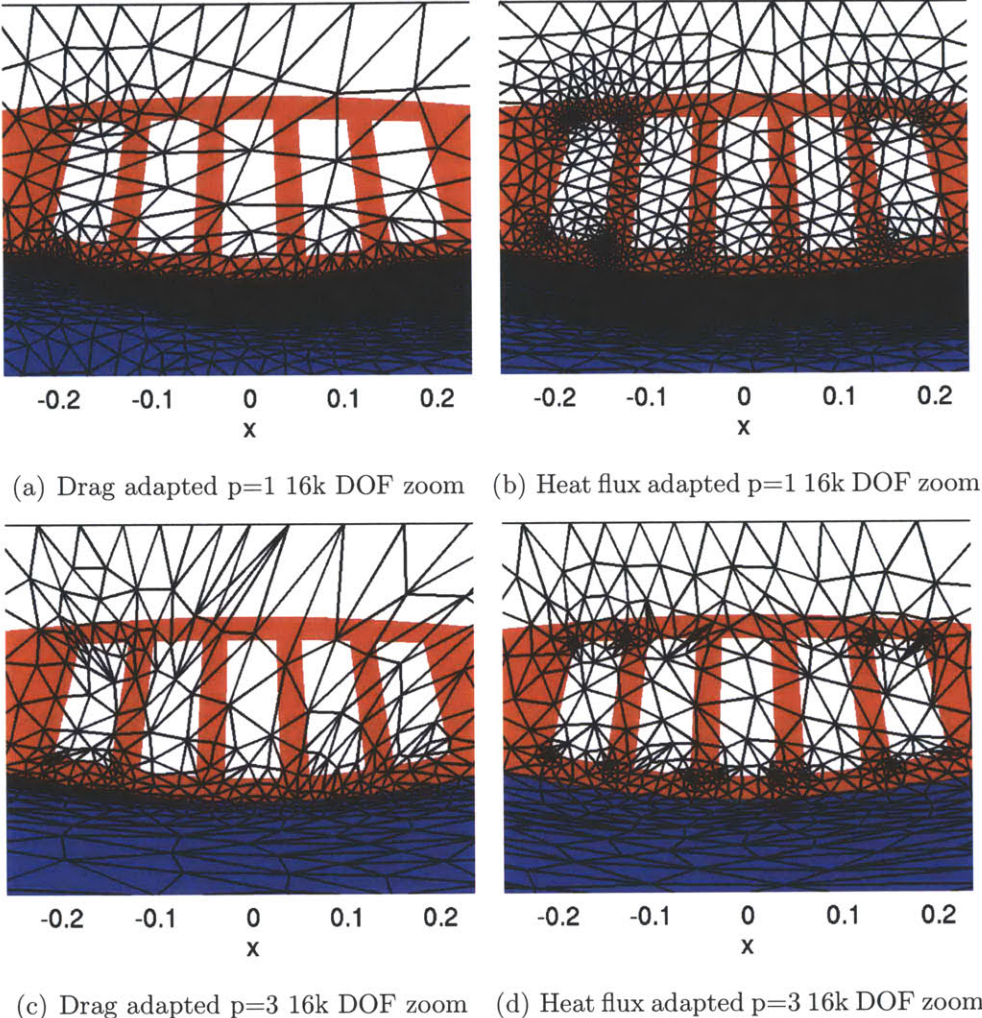 -0.2 -0.1 0 0.1 0.2
x
-0.2 -0.1 0 0.1 0.2
x
(a) Drag adapted p=1 16k DOF zoom
(b) Heat flux adapted p=1 16k DOF zoom
-0.2 -0.1 0 0.1 0.2
x
-0.2 -0.1 0 0.1 0.2
x
(c) Drag adapted p=3 16k DOF zoom
(d) Heat flux adapted p=3 16k DOF zoom